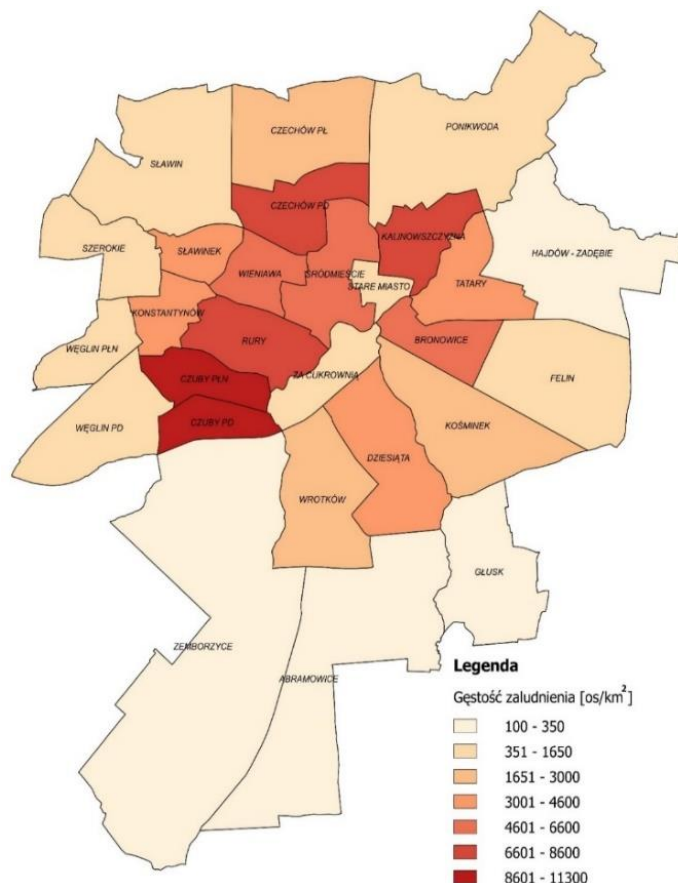 CZECHÓW PŁ
PONIKWODA
SŁAWIN
CZECHÓW PD
KALINOWSZCZYZNA
SZEROKIE
SŁAWINEK
HAJDÓW - ZADĘBIE
WIENIAWA
ŚRÓDMIEŚCIE
STARE MIASTO
TATARY
KONSTANTYNÓW
RURY
BRONOWICE
WĘGLIN PŁN
ZA CUKROWNIĄ
FELIN
CZUBY PŁN
CZUBY PD
WĘGLIN PD
KOŚMINEK
DZIESIĄTA
WROTKÓW
GŁUSK
ZEMBORZYCE
ABRAMOWICE
Legenda
Gęstość zaludnienia [os/km²]
100 - 350
351 - 1650
1651 - 3000
3001 - 4600
4601 - 6600
6601 - 8600
8601 - 11300